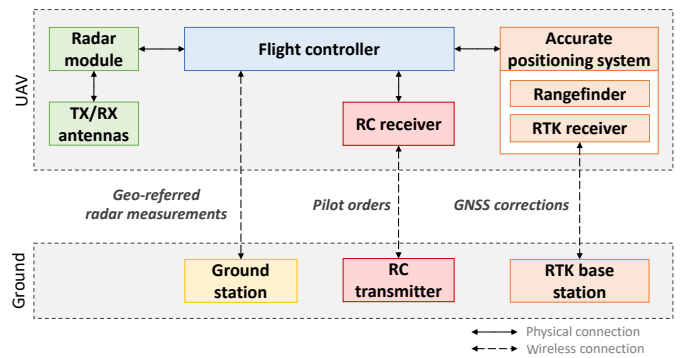 UAV
Radar
module
Flight controller
Accurate
positioning system
TX/RX
antennas
RC receiver
Rangefinder
RTK receiver
Geo-referred
radar measurements
Pilot orders
GNSS corrections
Ground
Ground
station
RC
transmitter
RTK base
station
Physical connection
Wireless connection